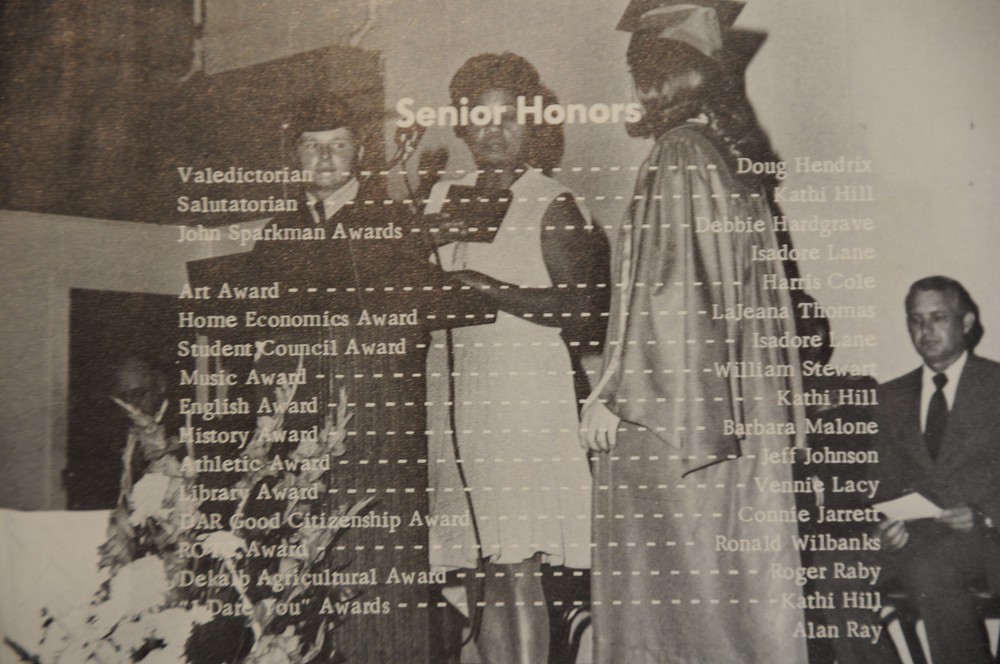 Senior Honors
Valedictorian - - - - - - - - - - - - - - - - - - - - - - - - - - - - - - Doug Hendrix
Salutatorian - - - - - - - - - - - - - - - - - - - - - - - - - - - - - - - - - - Kathi Hill
John Sparkman Awards - - - - - - - - - - - - - - - - - - - - Debbie Hardgrave
Isadore Lane
Art Award - - - - - - - - - - - - - - - - - - - - - - - - - - - - - - - - - - Harris Cole
Home Economics Award - - - - - - - - - - - - - - - - - - - - LaJeana Thomas
Student Council Award - - - - - - - - - - - - - - - - - - - - - - - - Isadore Lane
Music Award - - - - - - - - - - - - - - - - - - - - - - - - - - - - William Stewart
English Award - - - - - - - - - - - - - - - - - - - - - - - - - - - - - - - - Kathi Hill
History Award - - - - - - - - - - - - - - - - - - - - - - - - - - - - Barbara Malone
Athletic Award - - - - - - - - - - - - - - - - - - - - - - - - - - - - - - Jeff Johnson
Library Award - - - - - - - - - - - - - - - - - - - - - - - - - - - - - - Vennie Lacy
DAR Good Citizenship Award - - - - - - - - - - - - - - - - - - - Connie Jarrett
ROTC Award - - - - - - - - - - - - - - - - - - - - - - - - - - - - Ronald Wilbanks
Dekalb Agricultural Award - - - - - - - - - - - - - - - - - - - - - - Roger Raby
"I Dare You" Awards - - - - - - - - - - - - - - - - - - - - - - - - - - - Kathi Hill
Alan Ray